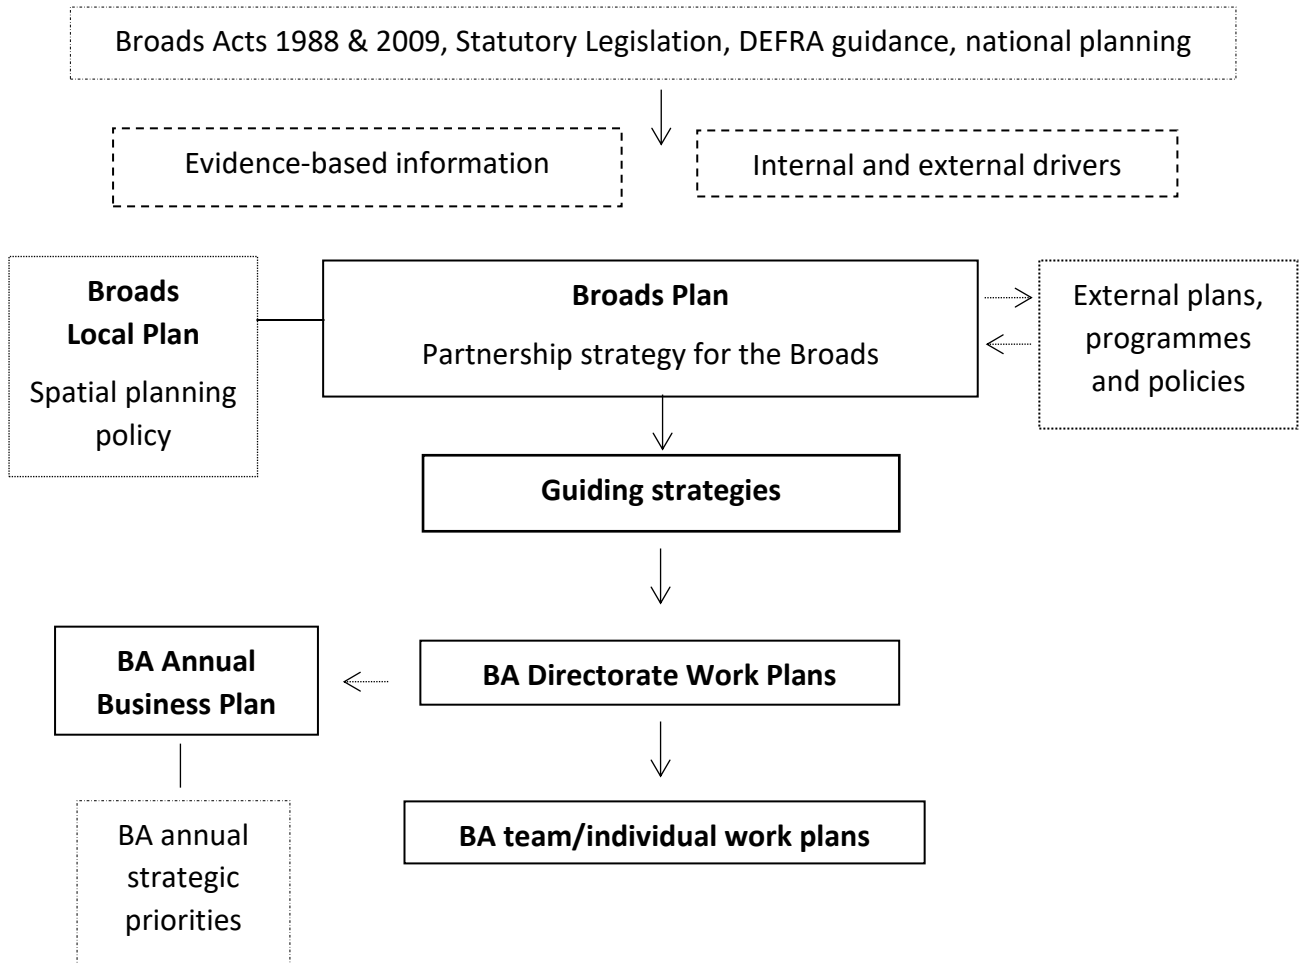 Broads Acts 1988 & 2009, Statutory Legislation, DEFRA guidance, national planning
Evidence-based information
Internal and external drivers
Broads
Local Plan
Spatial planning
policy
Broads Plan
Partnership strategy for the Broads
External plans,
programmes
and policies
Guiding strategies
BA Annual
Business Plan
BA Directorate Work Plans
BA annual
strategic
priorities
BA team/individual work plans